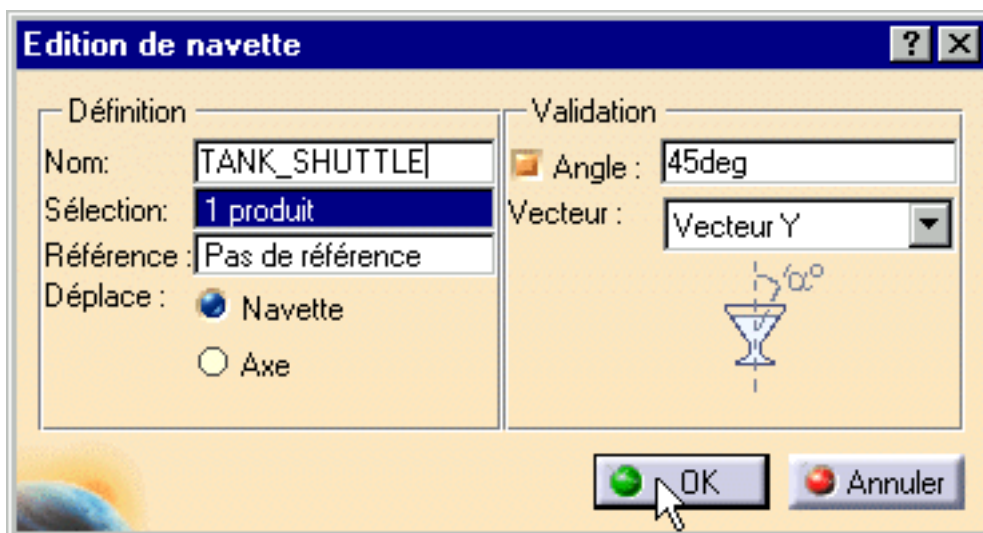 Edition de navette
Définition
Nom: TANK_SHUTTLE
Sélection: 1 produit
Référence : Pas de référence
Déplace : Navette
Axe
Validation
Angle : 45deg
Vecteur : Vecteur Y
α°
OK Annuler